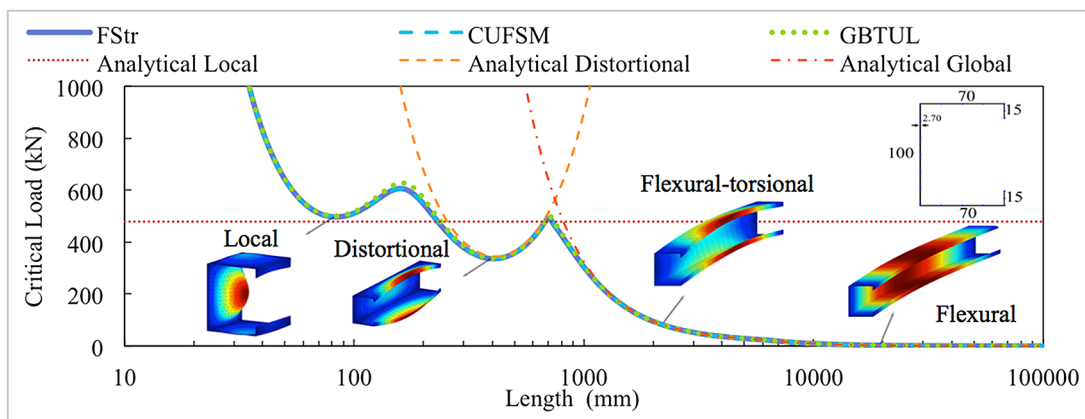 FStr CUFSM GBTUL
Analytical Local Analytical Distortional Analytical Global
1000
800
600
400
200
0
Critical Load (kN)
70
15
2.70
100
15
70
Flexural-torsional
Local
Distortional
Flexural
10 100 1000 10000 100000
Length (mm)